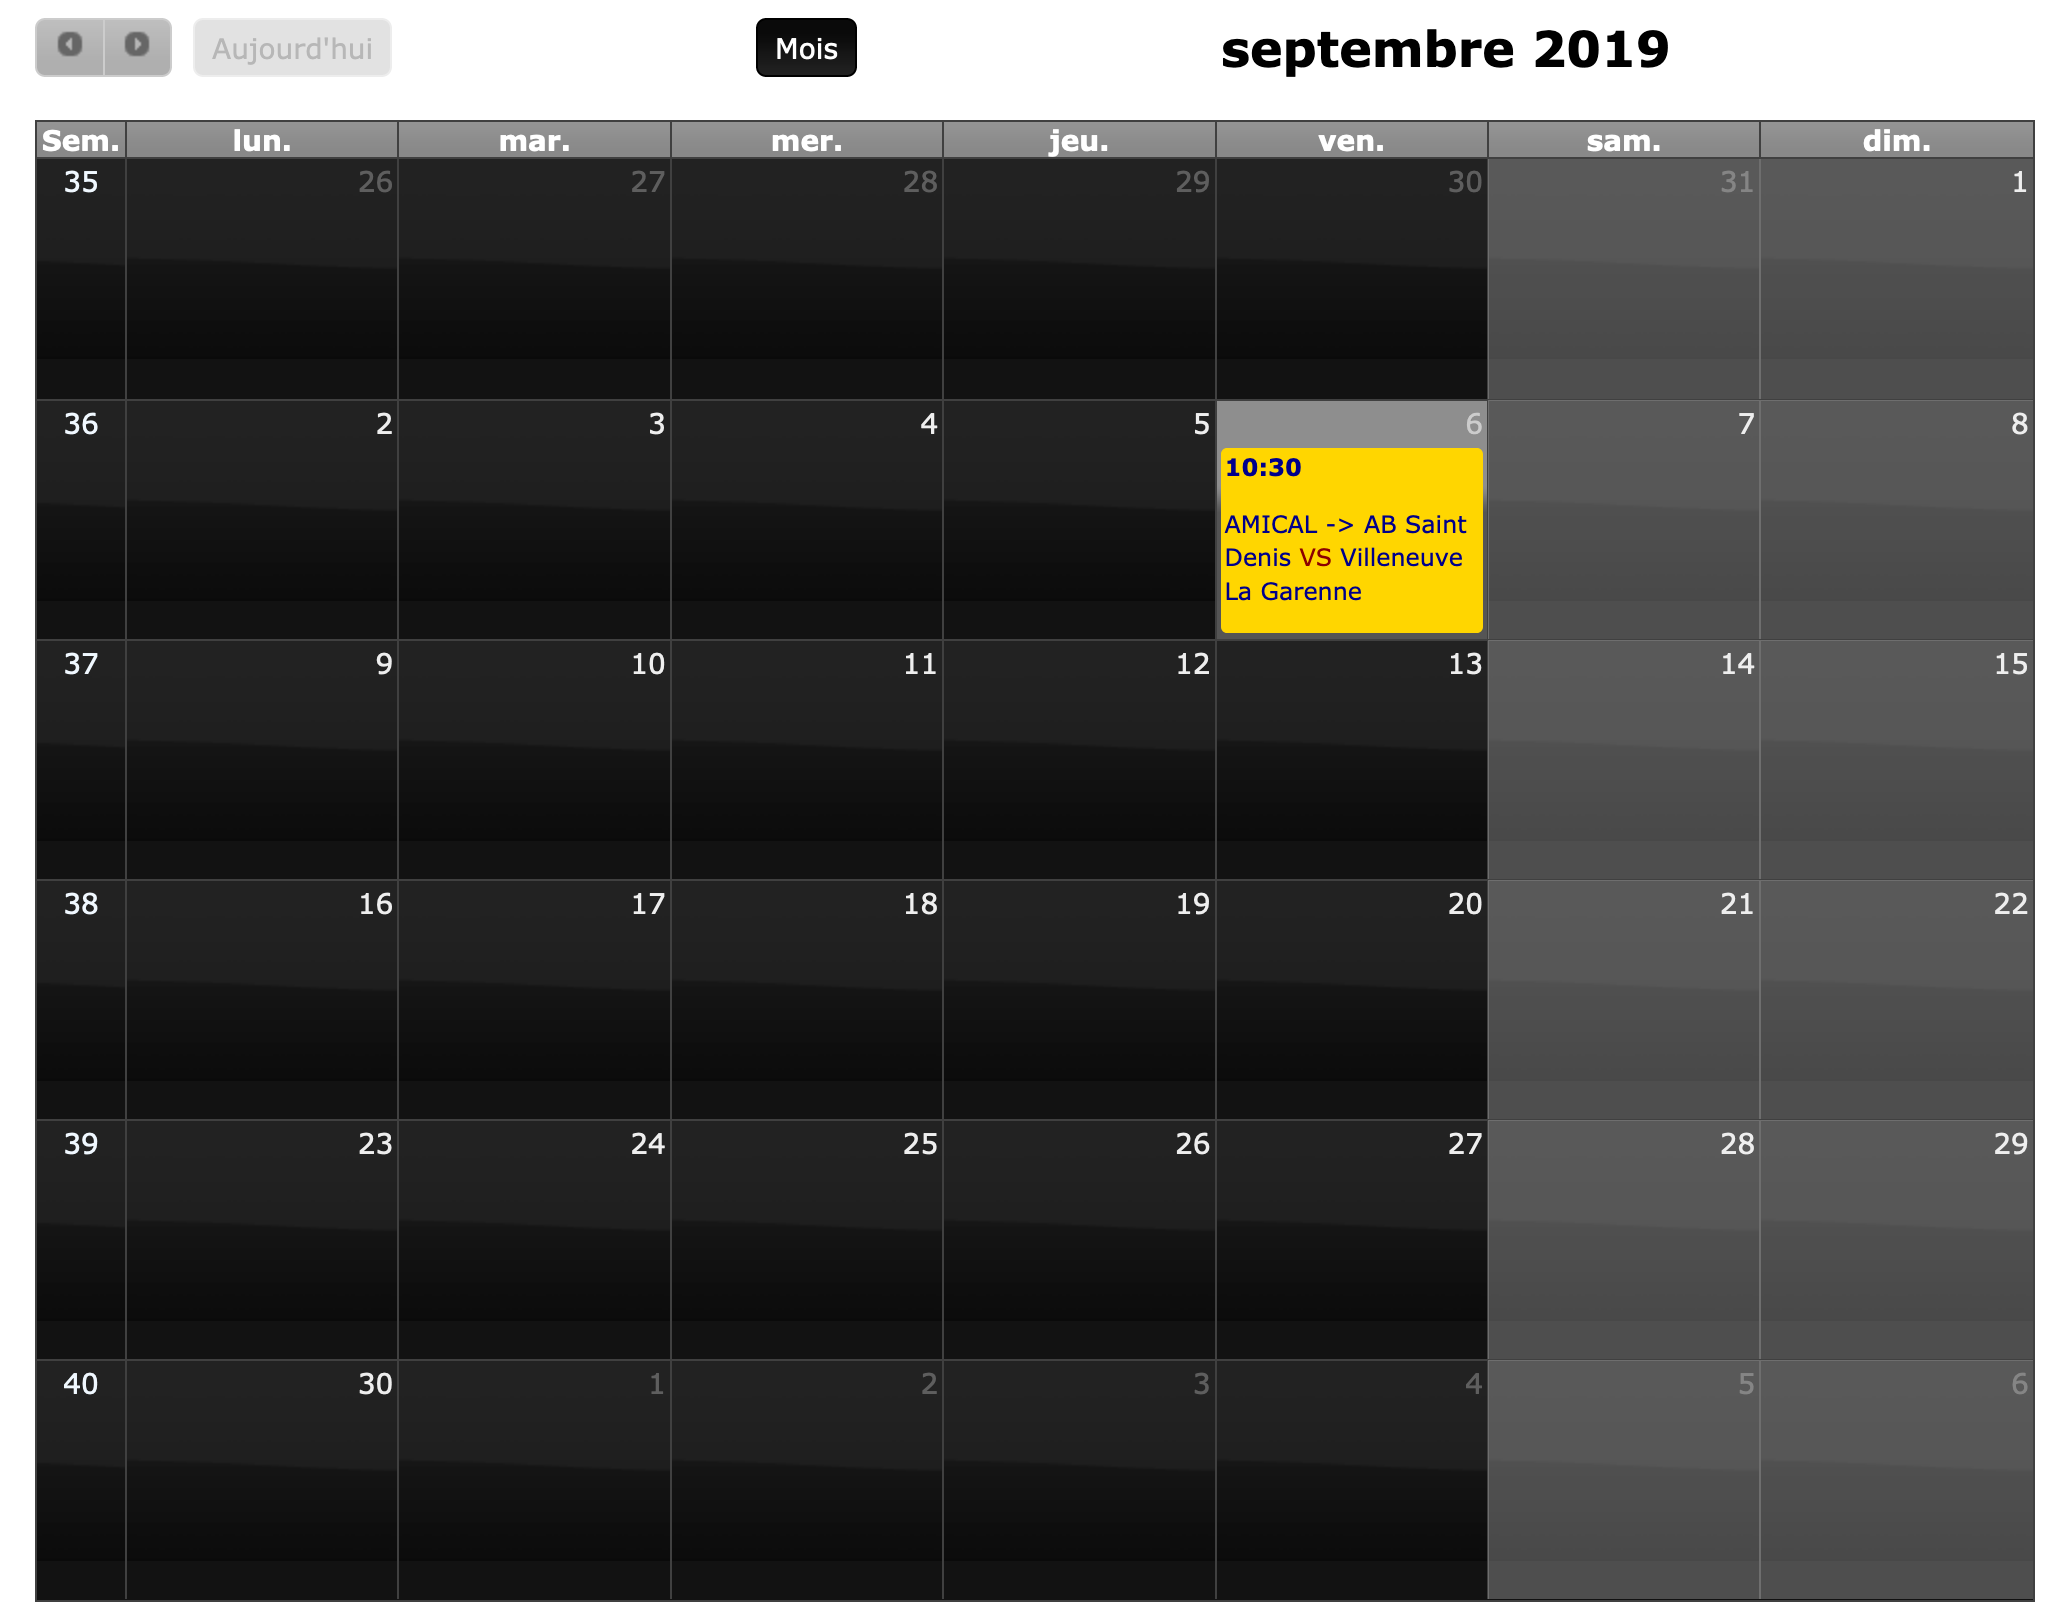 Aujourd'hui Mois septembre 2019
Sem. lun. mar. mer. jeu. ven. sam. dim.
35 26 27 28 29 30 31 1
36 2 3 4 5 6 7 8
10:30
AMICAL -> AB Saint
Denis VS Villeneuve
La Garenne
37 9 10 11 12 13 14 15
38 16 17 18 19 20 21 22
39 23 24 25 26 27 28 29
40 30 1 2 3 4 5 6